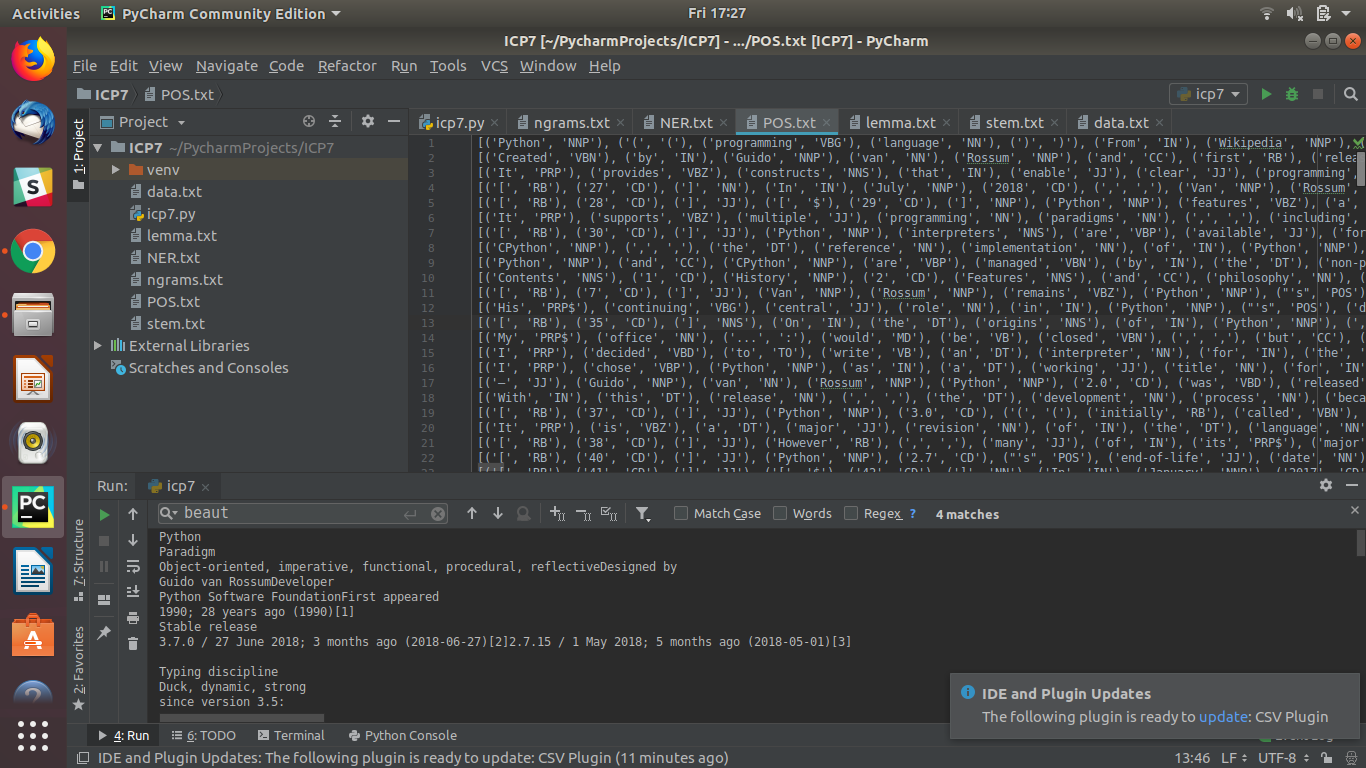 Activities PyCharm Community Edition Fri 17:27
ICP7 [~/PycharmProjects/ICP7] - .../POS.txt [ICP7] - PyCharm
File Edit View Navigate Code Refactor Run Tools VCS Window Help
ICP7 POS.txt icp7
Project
icp7.py ngrams.txt NER.txt POS.txt lemma.txt stem.txt data.txt
1: Project
ICP7 ~/PycharmProjects/ICP7
venv
data.txt
icp7.py
lemma.txt
NER.txt
ngrams.txt
POS.txt
stem.txt
External Libraries
Scratches and Consoles
1 [('Python', 'NNP'), ('(', '('), ('programming', 'VBG'), ('language', 'NN'), (')', ')'), ('From', 'IN'), ('Wikipedia', 'NNP'),
2 [('Created', 'VBN'), ('by', 'IN'), ('Guido', 'NNP'), ('van', 'NN'), ('Rossum', 'NNP'), ('and', 'CC'), ('first', 'RB'), ('relea
3 [('It', 'PRP'), ('provides', 'VBZ'), ('constructs', 'NNS'), ('that', 'IN'), ('enable', 'JJ'), ('clear', 'JJ'), ('programming',
4 [('[', 'RB'), ('27', 'CD'), (']', 'NN'), ('In', 'IN'), ('July', 'NNP'), ('2018', 'CD'), (',', ','), ('Van', 'NNP'), ('Rossum',
5 [('[', 'RB'), ('28', 'CD'), (']', 'JJ'), ('[', '$'), ('29', 'CD'), (']', 'NNP'), ('Python', 'NNP'), ('features', 'VBZ'), ('a',
6 [('It', 'PRP'), ('supports', 'VBZ'), ('multiple', 'JJ'), ('programming', 'NN'), ('paradigms', 'NN'), (',', ','), ('including',
7 [('[', 'RB'), ('30', 'CD'), (']', 'JJ'), ('Python', 'NNP'), ('interpreters', 'NNS'), ('are', 'VBP'), ('available', 'JJ'), ('for
8 [('CPython', 'NNP'), (',', ','), ('the', 'DT'), ('reference', 'NN'), ('implementation', 'NN'), ('of', 'IN'), ('Python', 'NNP')
9 [('Python', 'NNP'), ('and', 'CC'), ('CPython', 'NNP'), ('are', 'VBP'), ('managed', 'VBN'), ('by', 'IN'), ('the', 'DT'), ('non-p
10 [('Contents', 'NNS'), ('1', 'CD'), ('History', 'NNP'), ('2', 'CD'), ('Features', 'NNS'), ('and', 'CC'), ('philosophy', 'NN'), (
11 [('[', 'RB'), ('7', 'CD'), (']', 'JJ'), ('Van', 'NNP'), ('Rossum', 'NNP'), ('remains', 'VBZ'), ('Python', 'NNP'), ("'s", 'POS')
12 [('His', 'PRP$'), ('continuing', 'VBG'), ('central', 'JJ'), ('role', 'NN'), ('in', 'IN'), ('Python', 'NNP'), ("'s", 'POS'), ('d
13 [('[', 'RB'), ('35', 'CD'), (']', 'NNS'), ('On', 'IN'), ('the', 'DT'), ('origins', 'NNS'), ('of', 'IN'), ('Python', 'NNP'), ('
14 [('My', 'PRP$'), ('office', 'NN'), ('...', ':'), ('would', 'MD'), ('be', 'VB'), ('closed', 'VBN'), (',', ','), ('but', 'CC'), (
15 [('I', 'PRP'), ('decided', 'VBD'), ('to', 'TO'), ('write', 'VB'), ('an', 'DT'), ('interpreter', 'NN'), ('for', 'IN'), ('the',
16 [('I', 'PRP'), ('chose', 'VBP'), ('Python', 'NNP'), ('as', 'IN'), ('a', 'DT'), ('working', 'JJ'), ('title', 'NN'), ('for', 'IN'
17 [('—', 'JJ'), ('Guido', 'NNP'), ('van', 'NN'), ('Rossum', 'NNP'), ('Python', 'NNP'), ('2.0', 'CD'), ('was', 'VBD'), ('released'
18 [('With', 'IN'), ('this', 'DT'), ('release', 'NN'), (',', ','), ('the', 'DT'), ('development', 'NN'), ('process', 'NN'), ('beca
19 [('[', 'RB'), ('37', 'CD'), (']', 'JJ'), ('Python', 'NNP'), ('3.0', 'CD'), ('(', '('), ('initially', 'RB'), ('called', 'VBN'),
20 [('It', 'PRP'), ('is', 'VBZ'), ('a', 'DT'), ('major', 'JJ'), ('revision', 'NN'), ('of', 'IN'), ('the', 'DT'), ('language', 'NN'
21 [('[', 'RB'), ('38', 'CD'), (']', 'JJ'), ('However', 'RB'), (',', ','), ('many', 'JJ'), ('of', 'IN'), ('its', 'PRP$'), ('major'
22 [('[', 'RB'), ('40', 'CD'), (']', 'JJ'), ('Python', 'NNP'), ('2.7', 'CD'), ("'s", 'POS'), ('end-of-life', 'JJ'), ('date', 'NN')
Run: icp7
beaut Match Case Words Regex ? 4 matches
Python
Paradigm
Object-oriented, imperative, functional, procedural, reflectiveDesigned by
Guido van RossumDeveloper
Python Software FoundationFirst appeared
1990; 28 years ago (1990)[1]
Stable release
3.7.0 / 27 June 2018; 3 months ago (2018-06-27)[2]2.7.15 / 1 May 2018; 5 months ago (2018-05-01)[3]
Typing discipline
Duck, dynamic, strong
since version 3.5:
7: Structure
2: Favorites
IDE and Plugin Updates
The following plugin is ready to update: CSV Plugin
4: Run 6: TODO Terminal Python Console
IDE and Plugin Updates: The following plugin is ready to update: CSV Plugin (11 minutes ago) 13:46 LF UTF-8